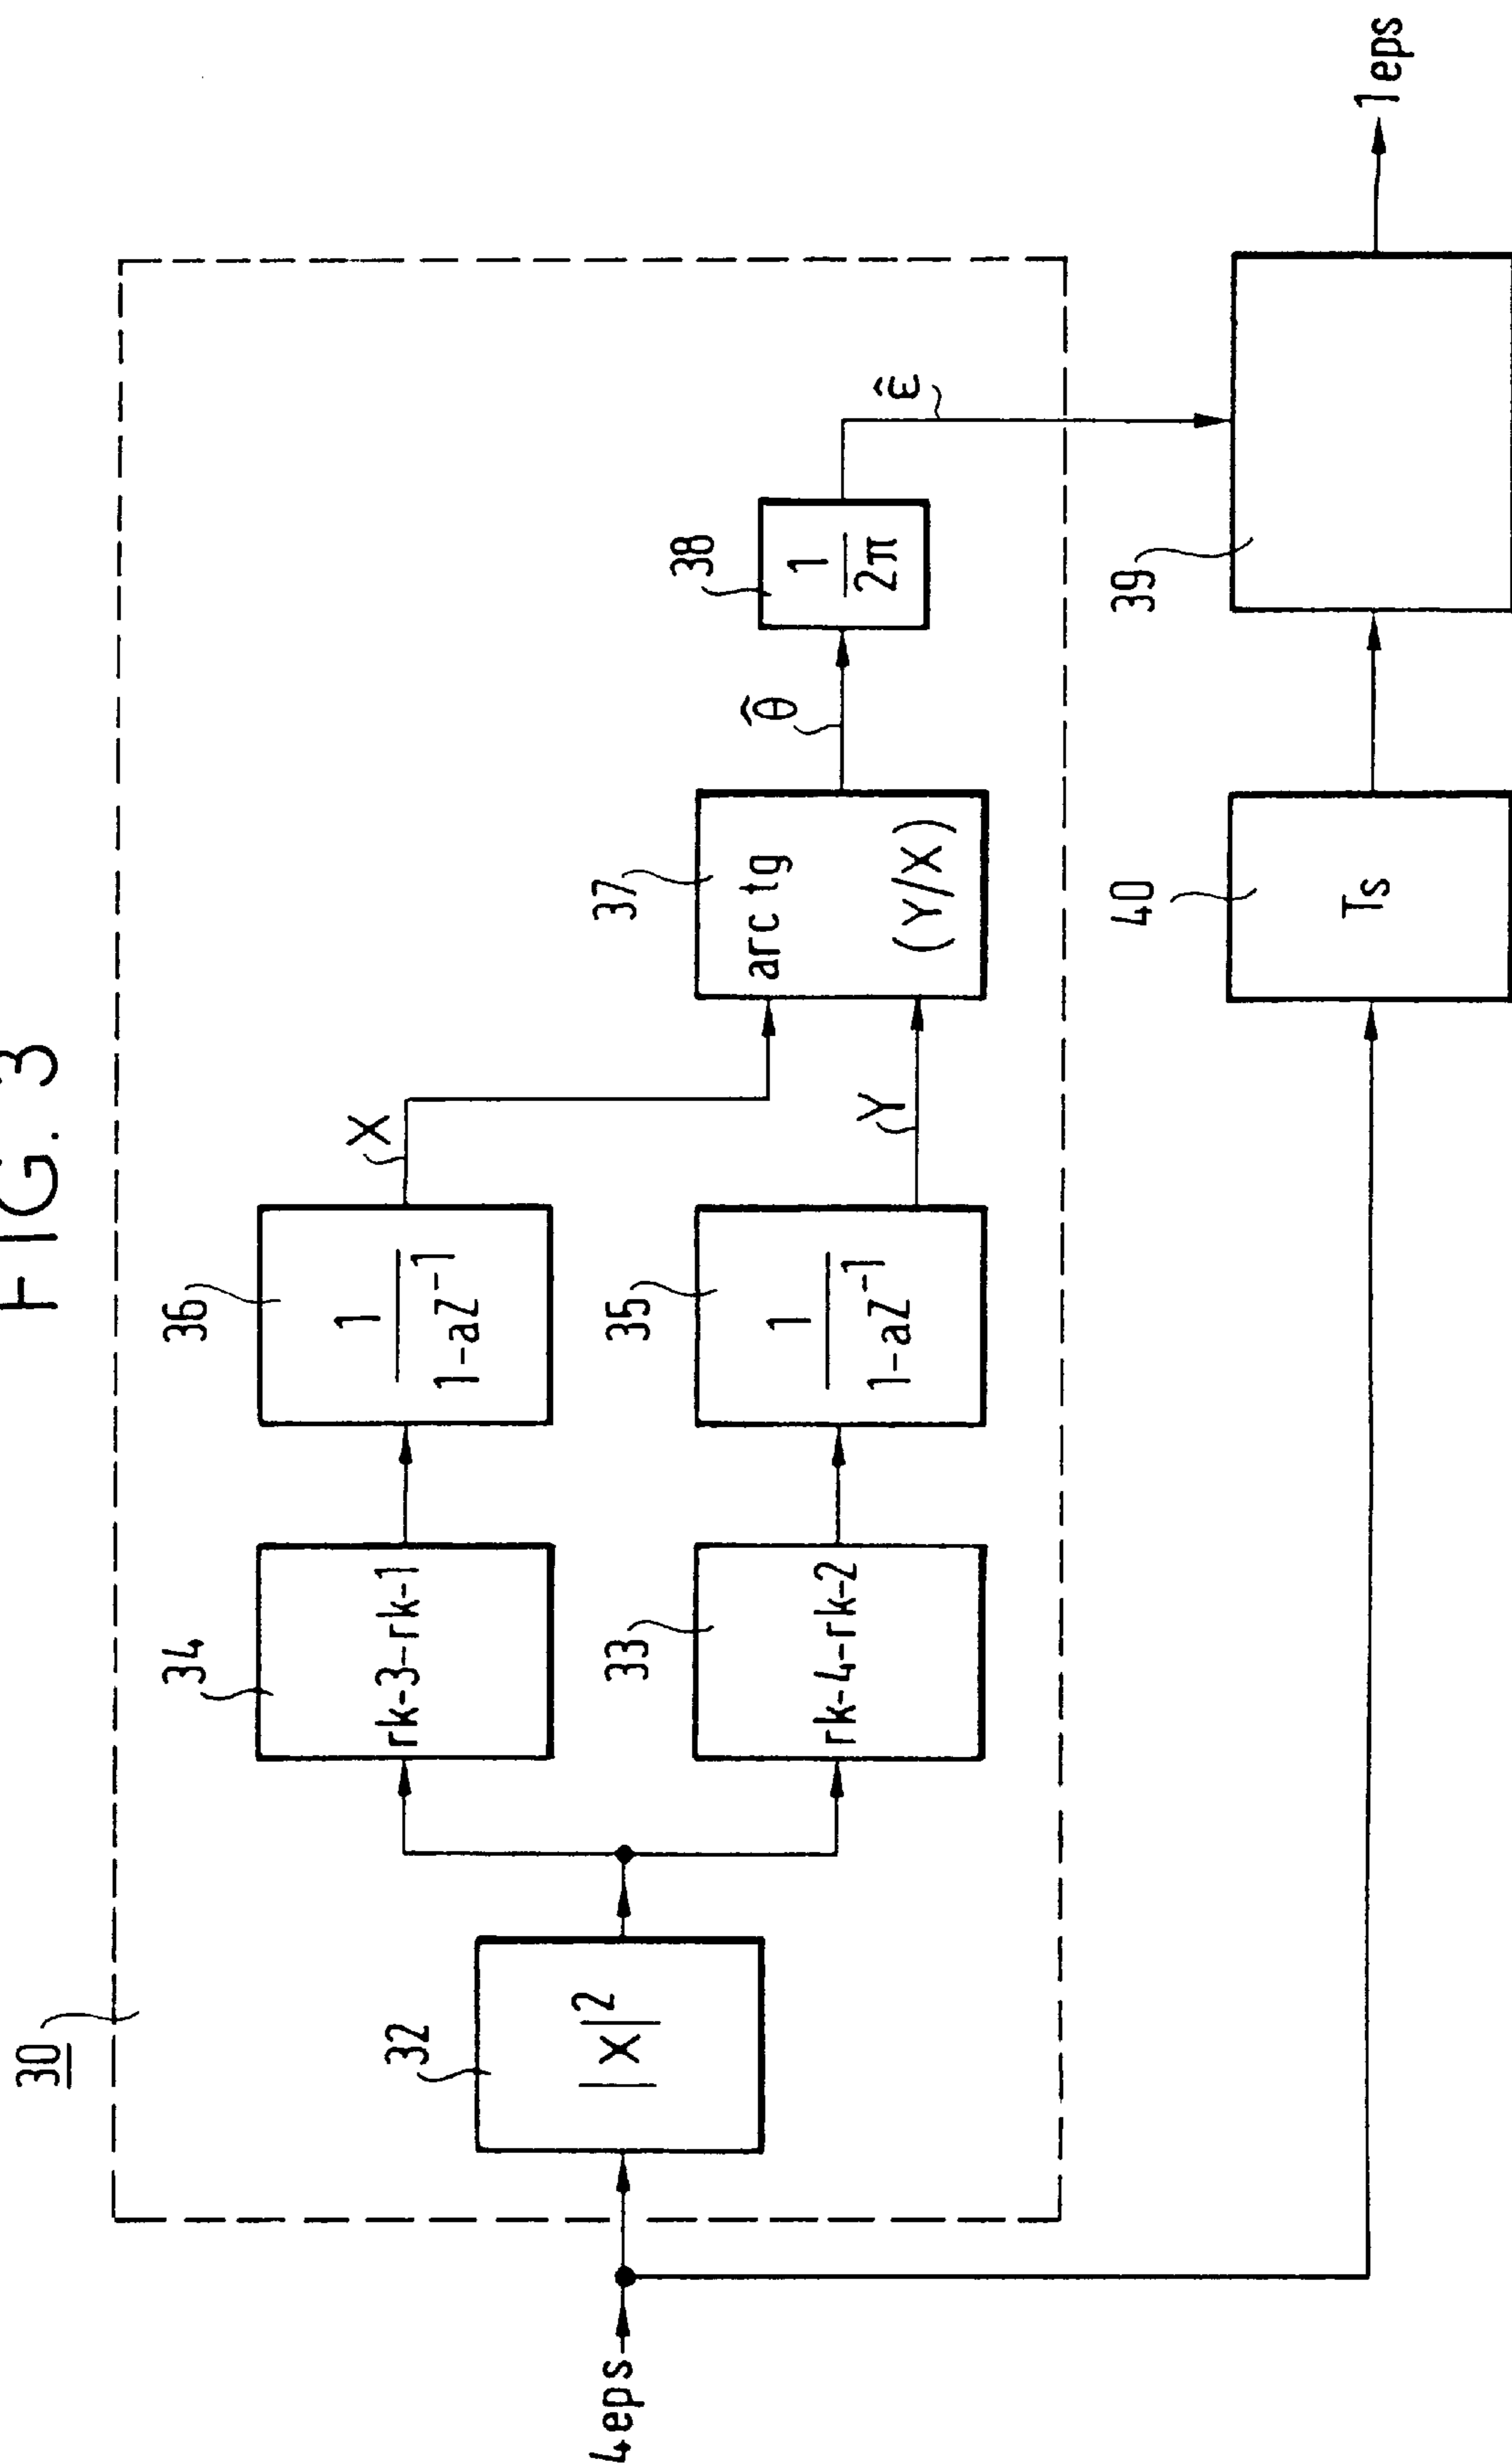 FIG. 3
30
4eps
32
|X|²
34
rk-3-rk-1
33
rk-4-rk-2
36
1
1-aZ⁻¹
35
1
1-aZ⁻¹
X
Y
37
arc tg
(Y/X)
θ̂
38
1
2π
ε̂
40
Ts
39
1eps